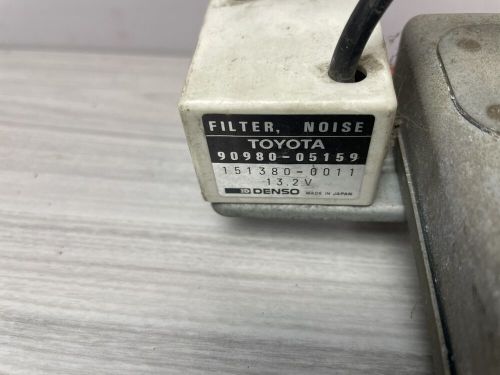 FILTER, NOISE
TOYOTA
90980-05159
151380-0011
13.2V
DENSO MADE IN JAPAN